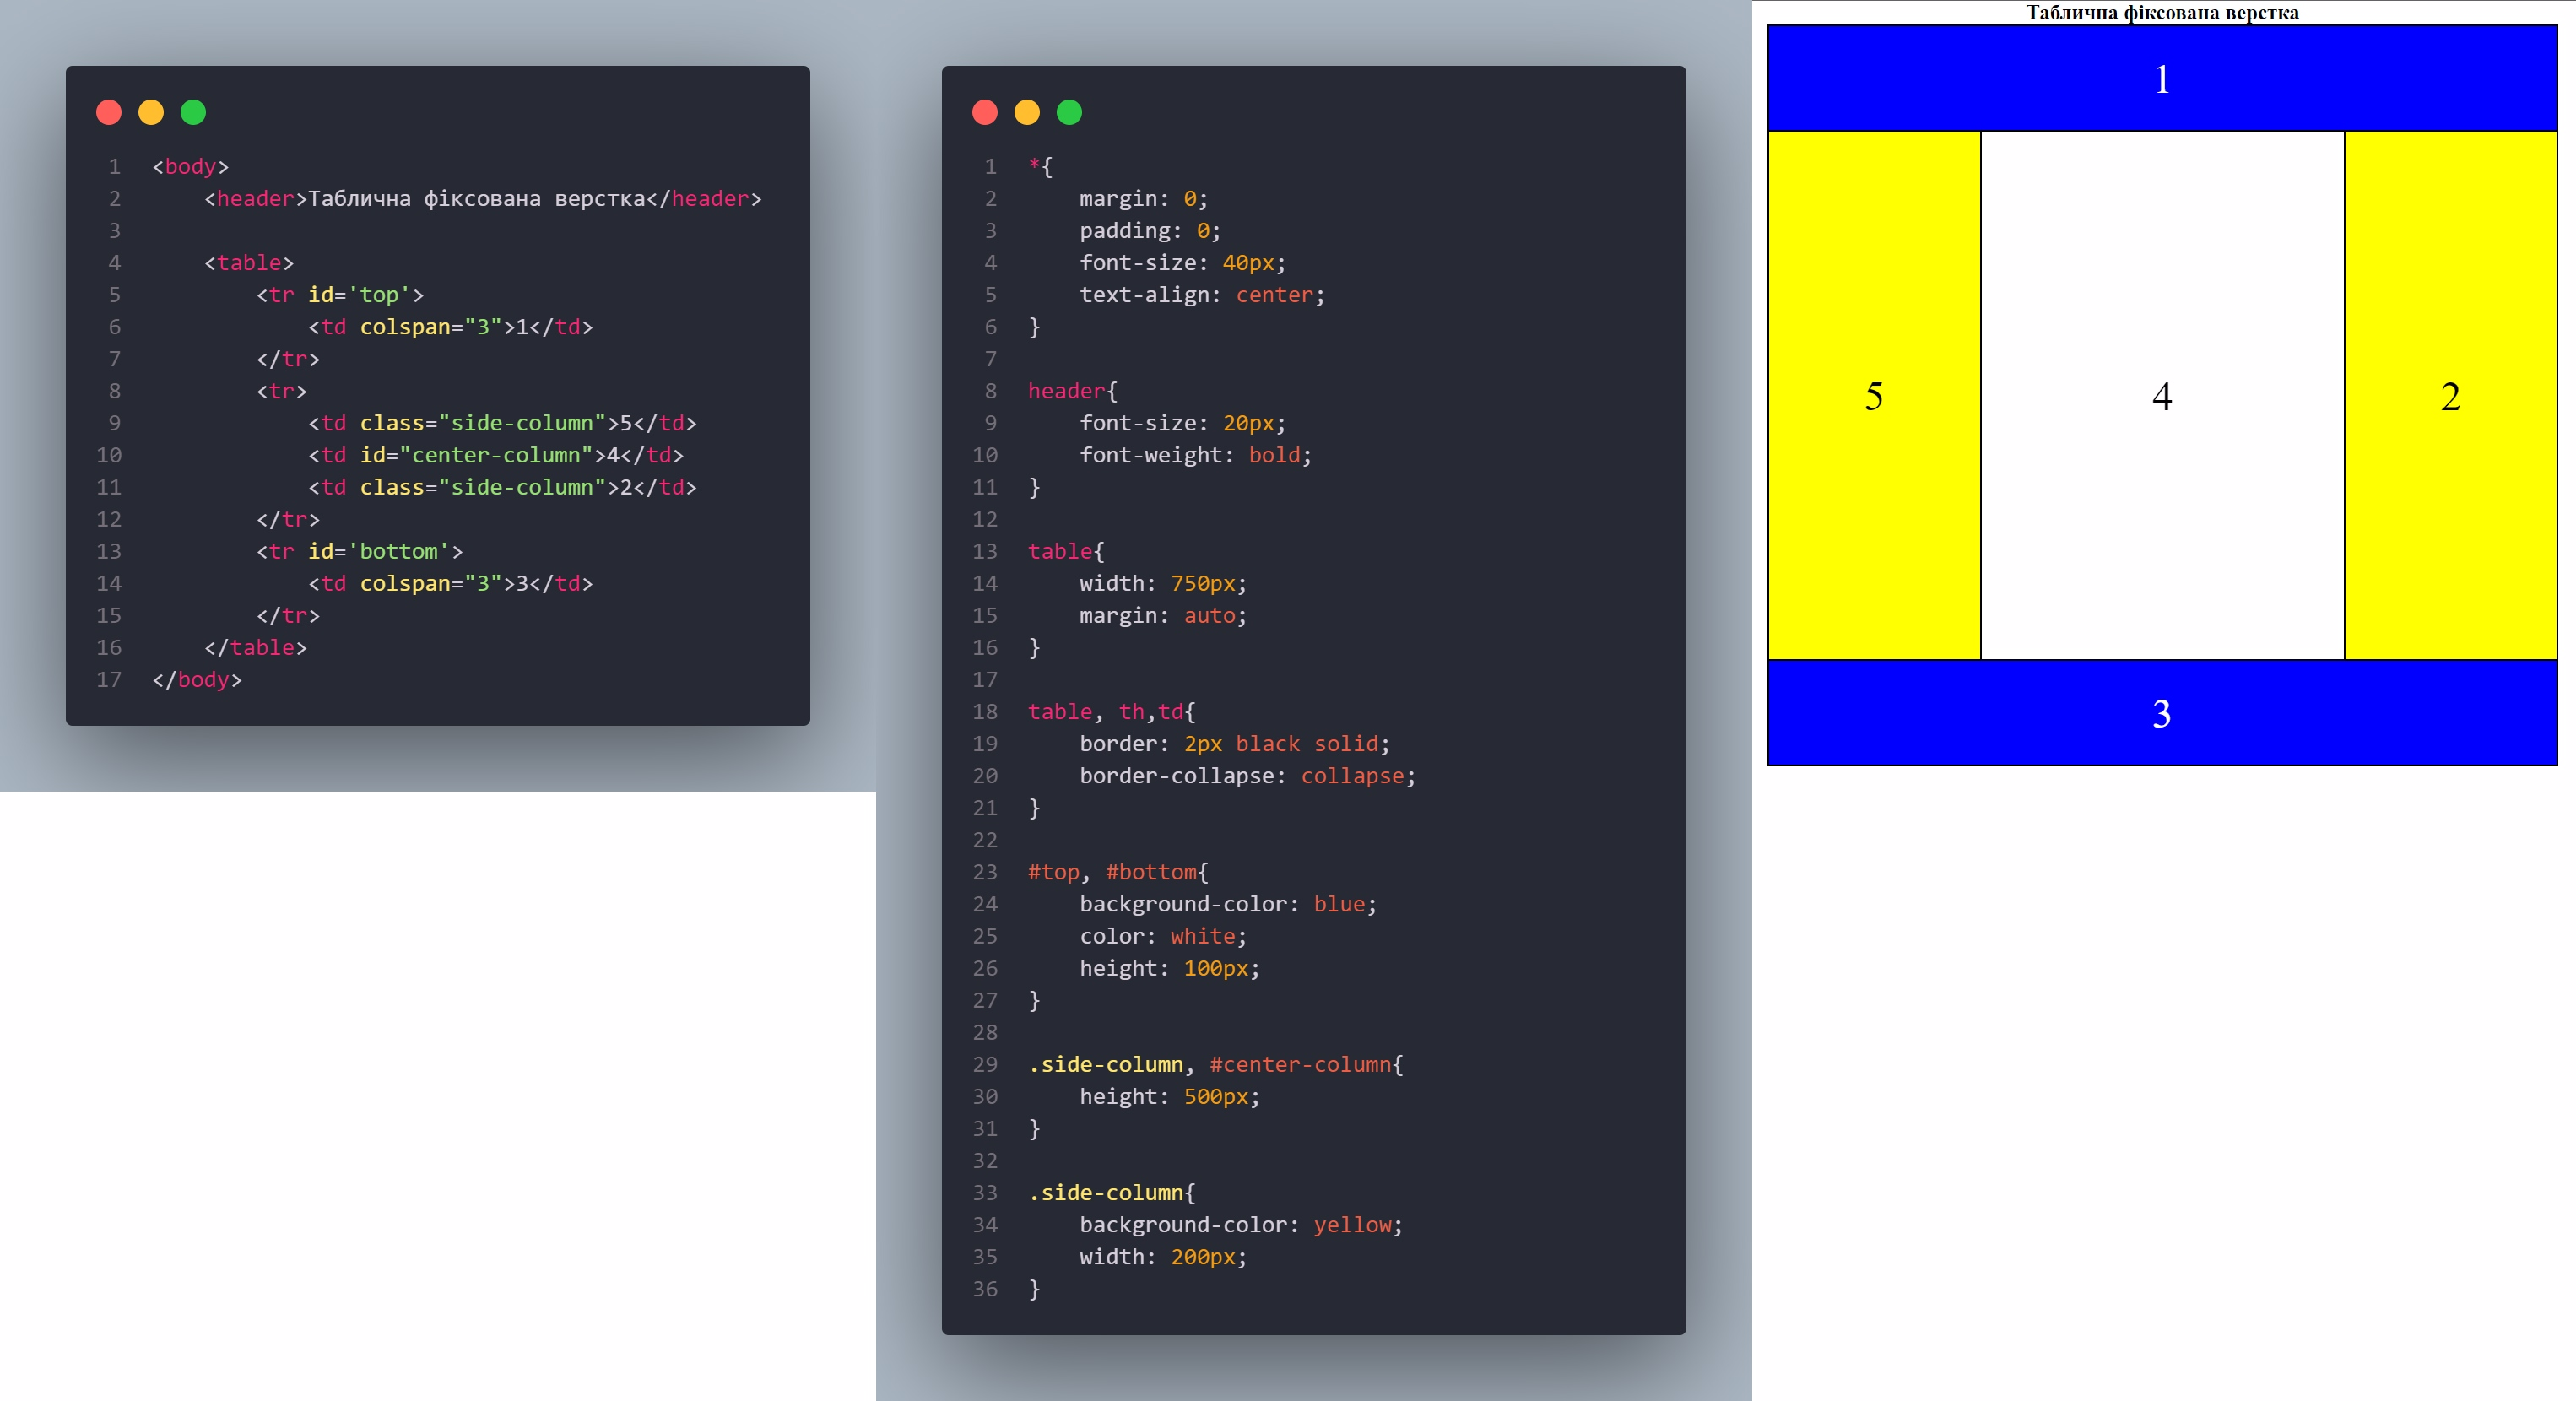 1 <body>
2     <header>Таблична фіксована верстка</header>
3
4     <table>
5         <tr id='top'>
6             <td colspan="3">1</td>
7         </tr>
8         <tr>
9             <td class="side-column">5</td>
10             <td id="center-column">4</td>
11             <td class="side-column">2</td>
12         </tr>
13         <tr id='bottom'>
14             <td colspan="3">3</td>
15         </tr>
16     </table>
17 </body>
1 *{
2     margin: 0;
3     padding: 0;
4     font-size: 40px;
5     text-align: center;
6 }
7
8 header{
9     font-size: 20px;
10     font-weight: bold;
11 }
12
13 table{
14     width: 750px;
15     margin: auto;
16 }
17
18 table, th,td{
19     border: 2px black solid;
20     border-collapse: collapse;
21 }
22
23 #top, #bottom{
24     background-color: blue;
25     color: white;
26     height: 100px;
27 }
28
29 .side-column, #center-column{
30     height: 500px;
31 }
32
33 .side-column{
34     background-color: yellow;
35     width: 200px;
36 }
Таблична фіксована верстка
1
5 4 2
3